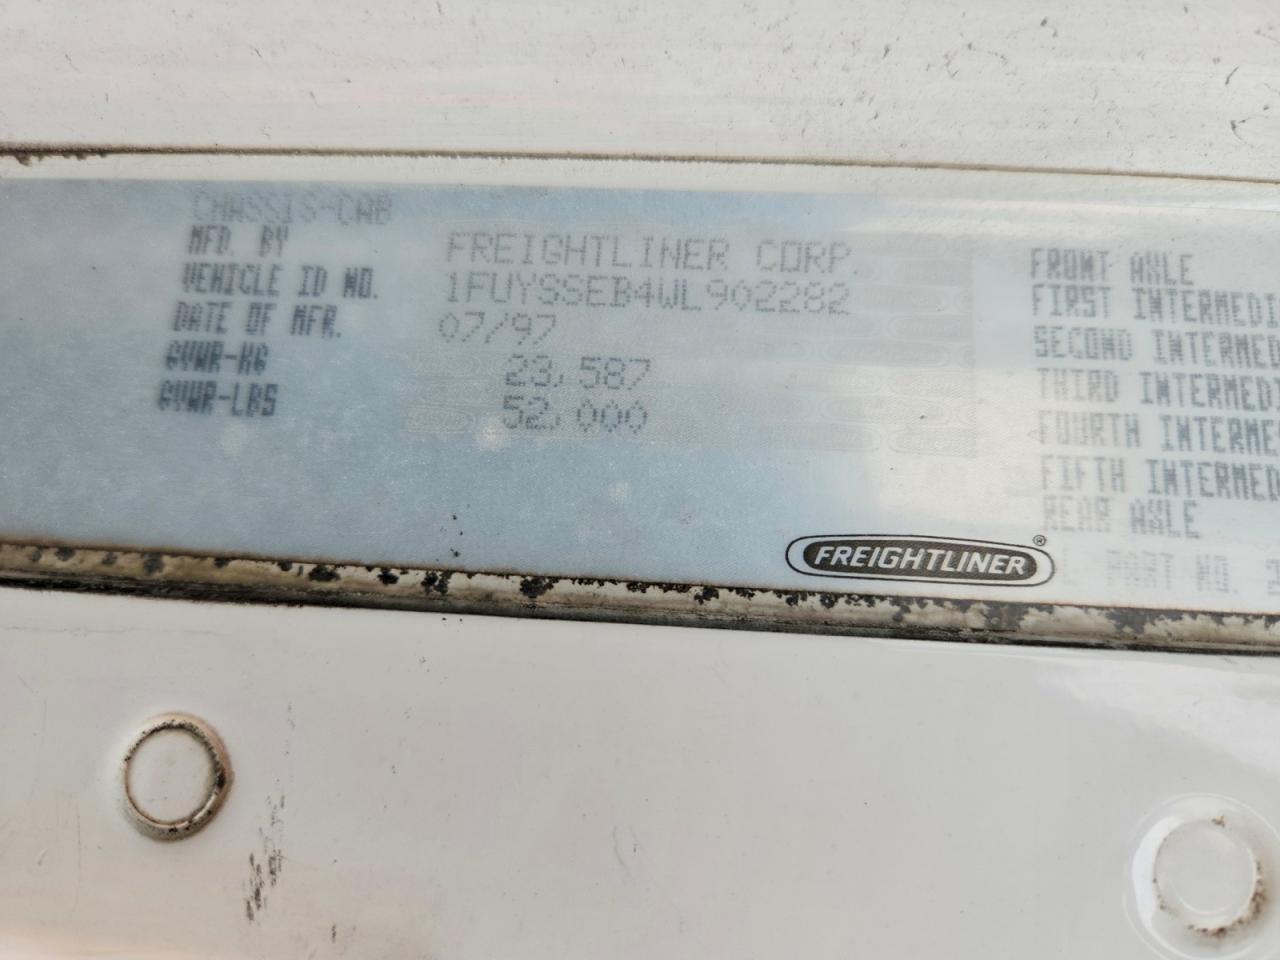 CHASSIS-CAB
MFD. BY FREIGHTLINER CORP.
VEHICLE ID NO. 1FUYSSEB4WL902282
DATE OF MFR. 07/97
GVWR-KG 23,587
GVWR-LBS 52,000
FRONT AXLE
FIRST INTERMEDI
SECOND INTERMED
THIRD INTERMEDI
FOURTH INTERME
FIFTH INTERMED
REAR AXLE
FREIGHTLINER®
PART NO. 2